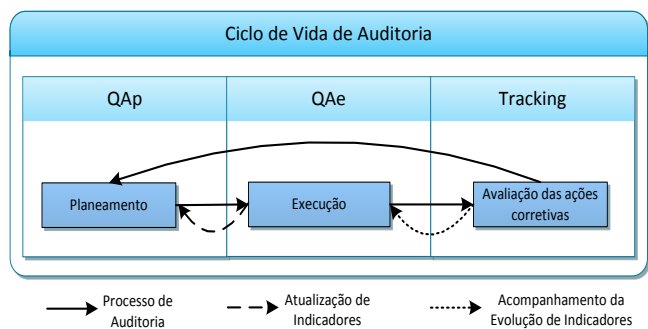 Ciclo de Vida de Auditoria
QAp
QAe
Tracking
Planeamento
Execução
Avaliação das ações
corretivas
Processo de
Auditoria
Atualização de
Indicadores
Acompanhamento da
Evolução de Indicadores